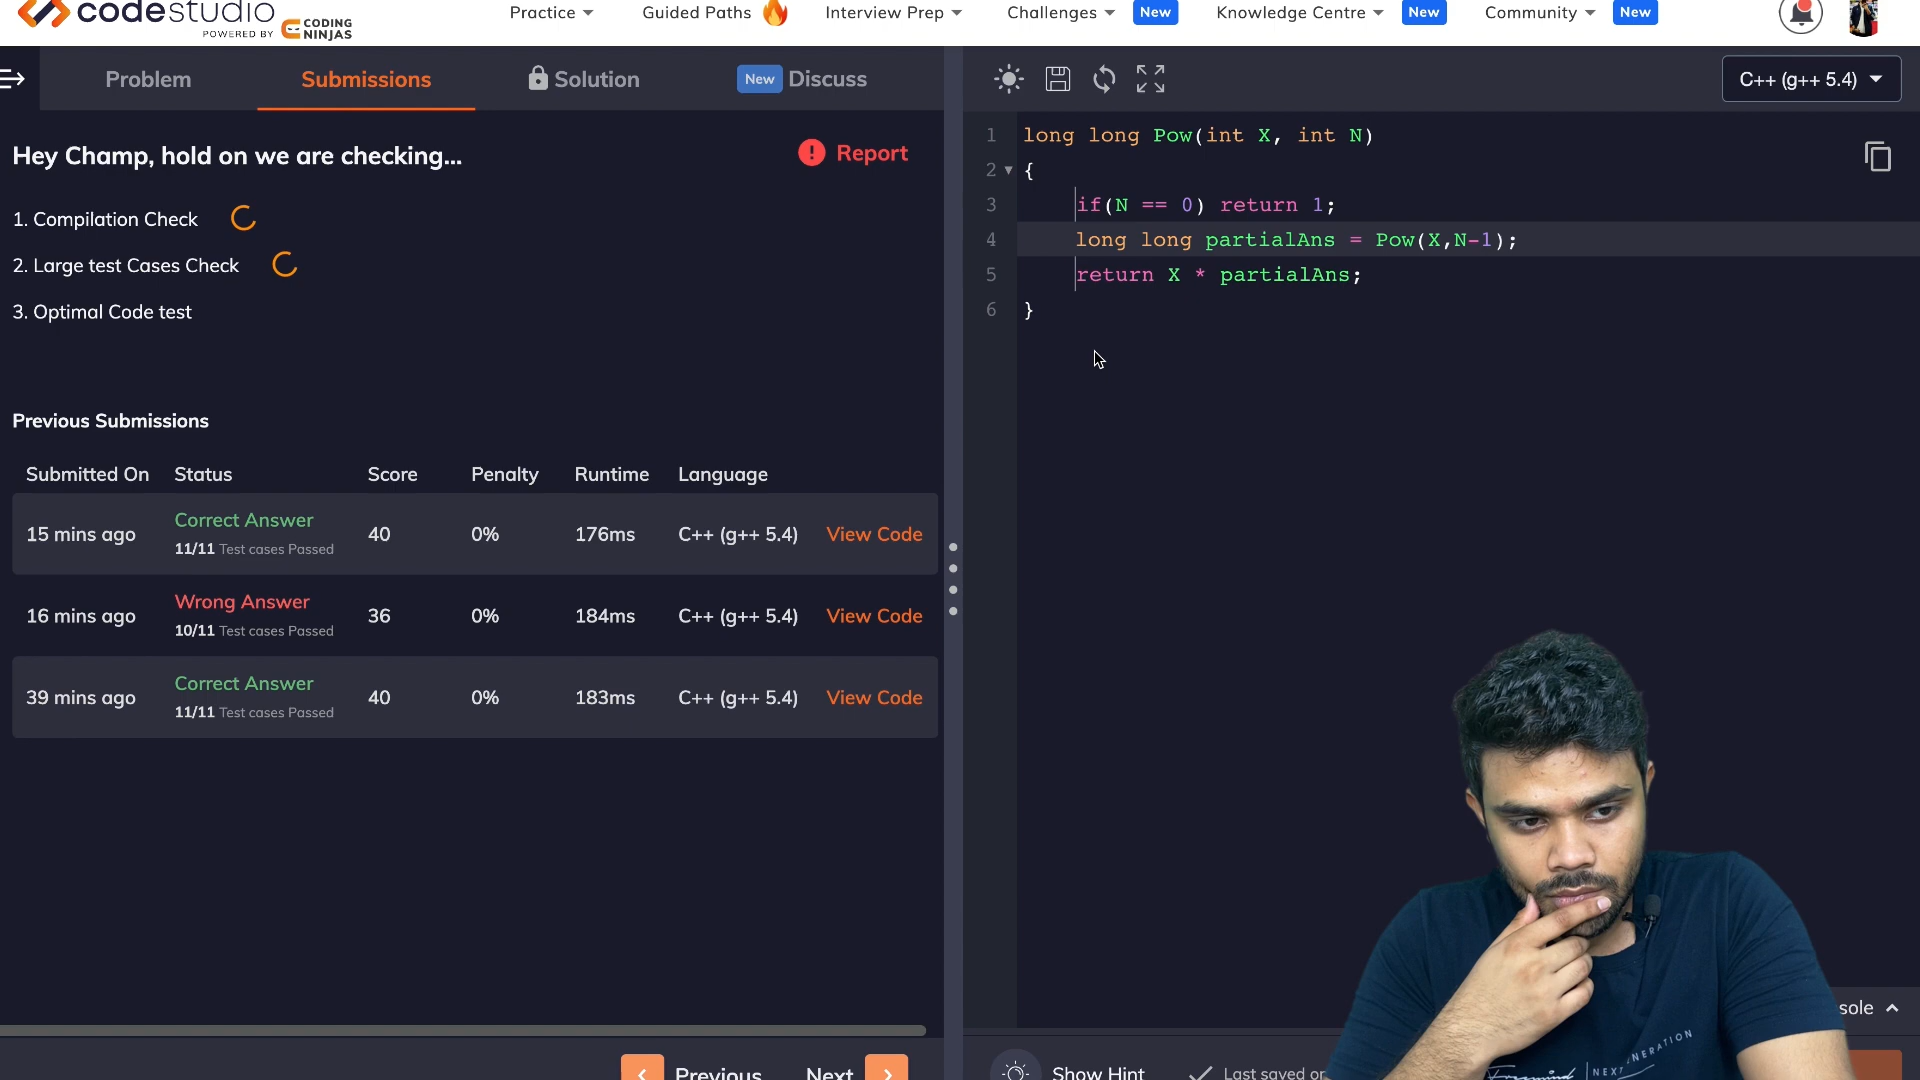 codestudio
POWERED BY CODING NINJAS
Practice
Guided Paths
Interview Prep
Challenges
New
Knowledge Centre
New
Community
New
Problem
Submissions
Solution
New Discuss
C++ (g++ 5.4)
Hey Champ, hold on we are checking...
Report
1. Compilation Check
2. Large test Cases Check
3. Optimal Code test
Previous Submissions
Submitted On Status Score Penalty Runtime Language
15 mins ago Correct Answer 40 0% 176ms C++ (g++ 5.4) View Code
11/11 Test cases Passed
16 mins ago Wrong Answer 36 0% 184ms C++ (g++ 5.4) View Code
10/11 Test cases Passed
39 mins ago Correct Answer 40 0% 183ms C++ (g++ 5.4) View Code
11/11 Test cases Passed
Previous
Next
1 long long Pow(int X, int N)
2 {
3 if(N == 0) return 1;
4 long long partialAns = Pow(X,N-1);
5 return X * partialAns;
6 }
sole
Show Hint
Last saved
NEXT